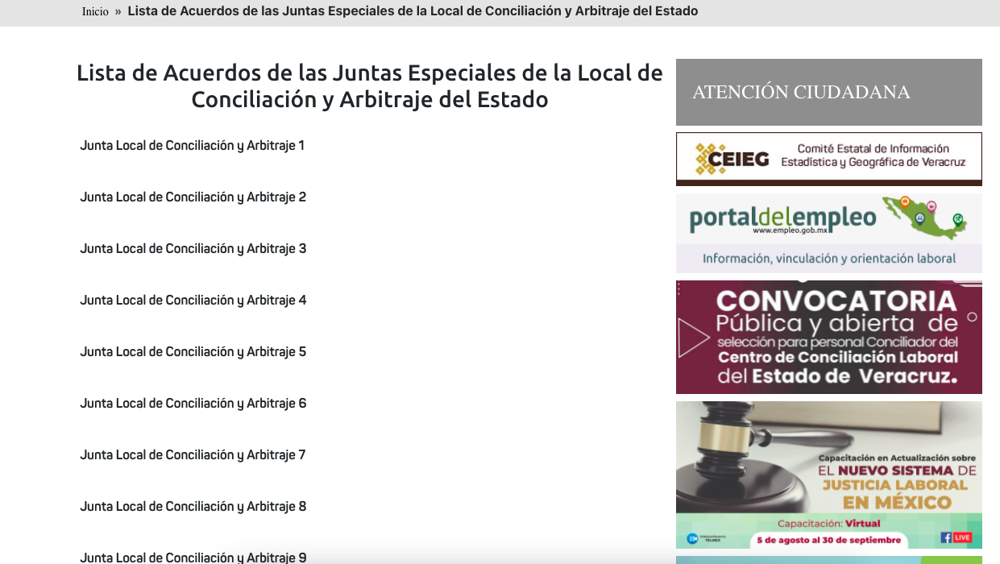 Inicio » Lista de Acuerdos de las Juntas Especiales de la Local de Conciliación y Arbitraje del Estado
Lista de Acuerdos de las Juntas Especiales de la Local de
Conciliación y Arbitraje del Estado
Junta Local de Conciliación y Arbitraje 1
Junta Local de Conciliación y Arbitraje 2
Junta Local de Conciliación y Arbitraje 3
Junta Local de Conciliación y Arbitraje 4
Junta Local de Conciliación y Arbitraje 5
Junta Local de Conciliación y Arbitraje 6
Junta Local de Conciliación y Arbitraje 7
Junta Local de Conciliación y Arbitraje 8
Junta Local de Conciliación y Arbitraje 9
ATENCIÓN CIUDADANA
CEIEG
Comité Estatal de Información
Estadística y Geográfica de Veracruz
portaldelempleo
www.empleo.gob.mx
Información, vinculación y orientación laboral
CONVOCATORIA
Pública y abierta de
selección para personal Conciliador del
Centro de Conciliación Laboral
del Estado de Veracruz.
Capacitación en Actualización sobre
EL NUEVO SISTEMA DE
JUSTICIA LABORAL
EN MÉXICO
Capacitación: Virtual
Videoconferencia
TELMEX
5 de agosto al 30 de septiembre
LIVE